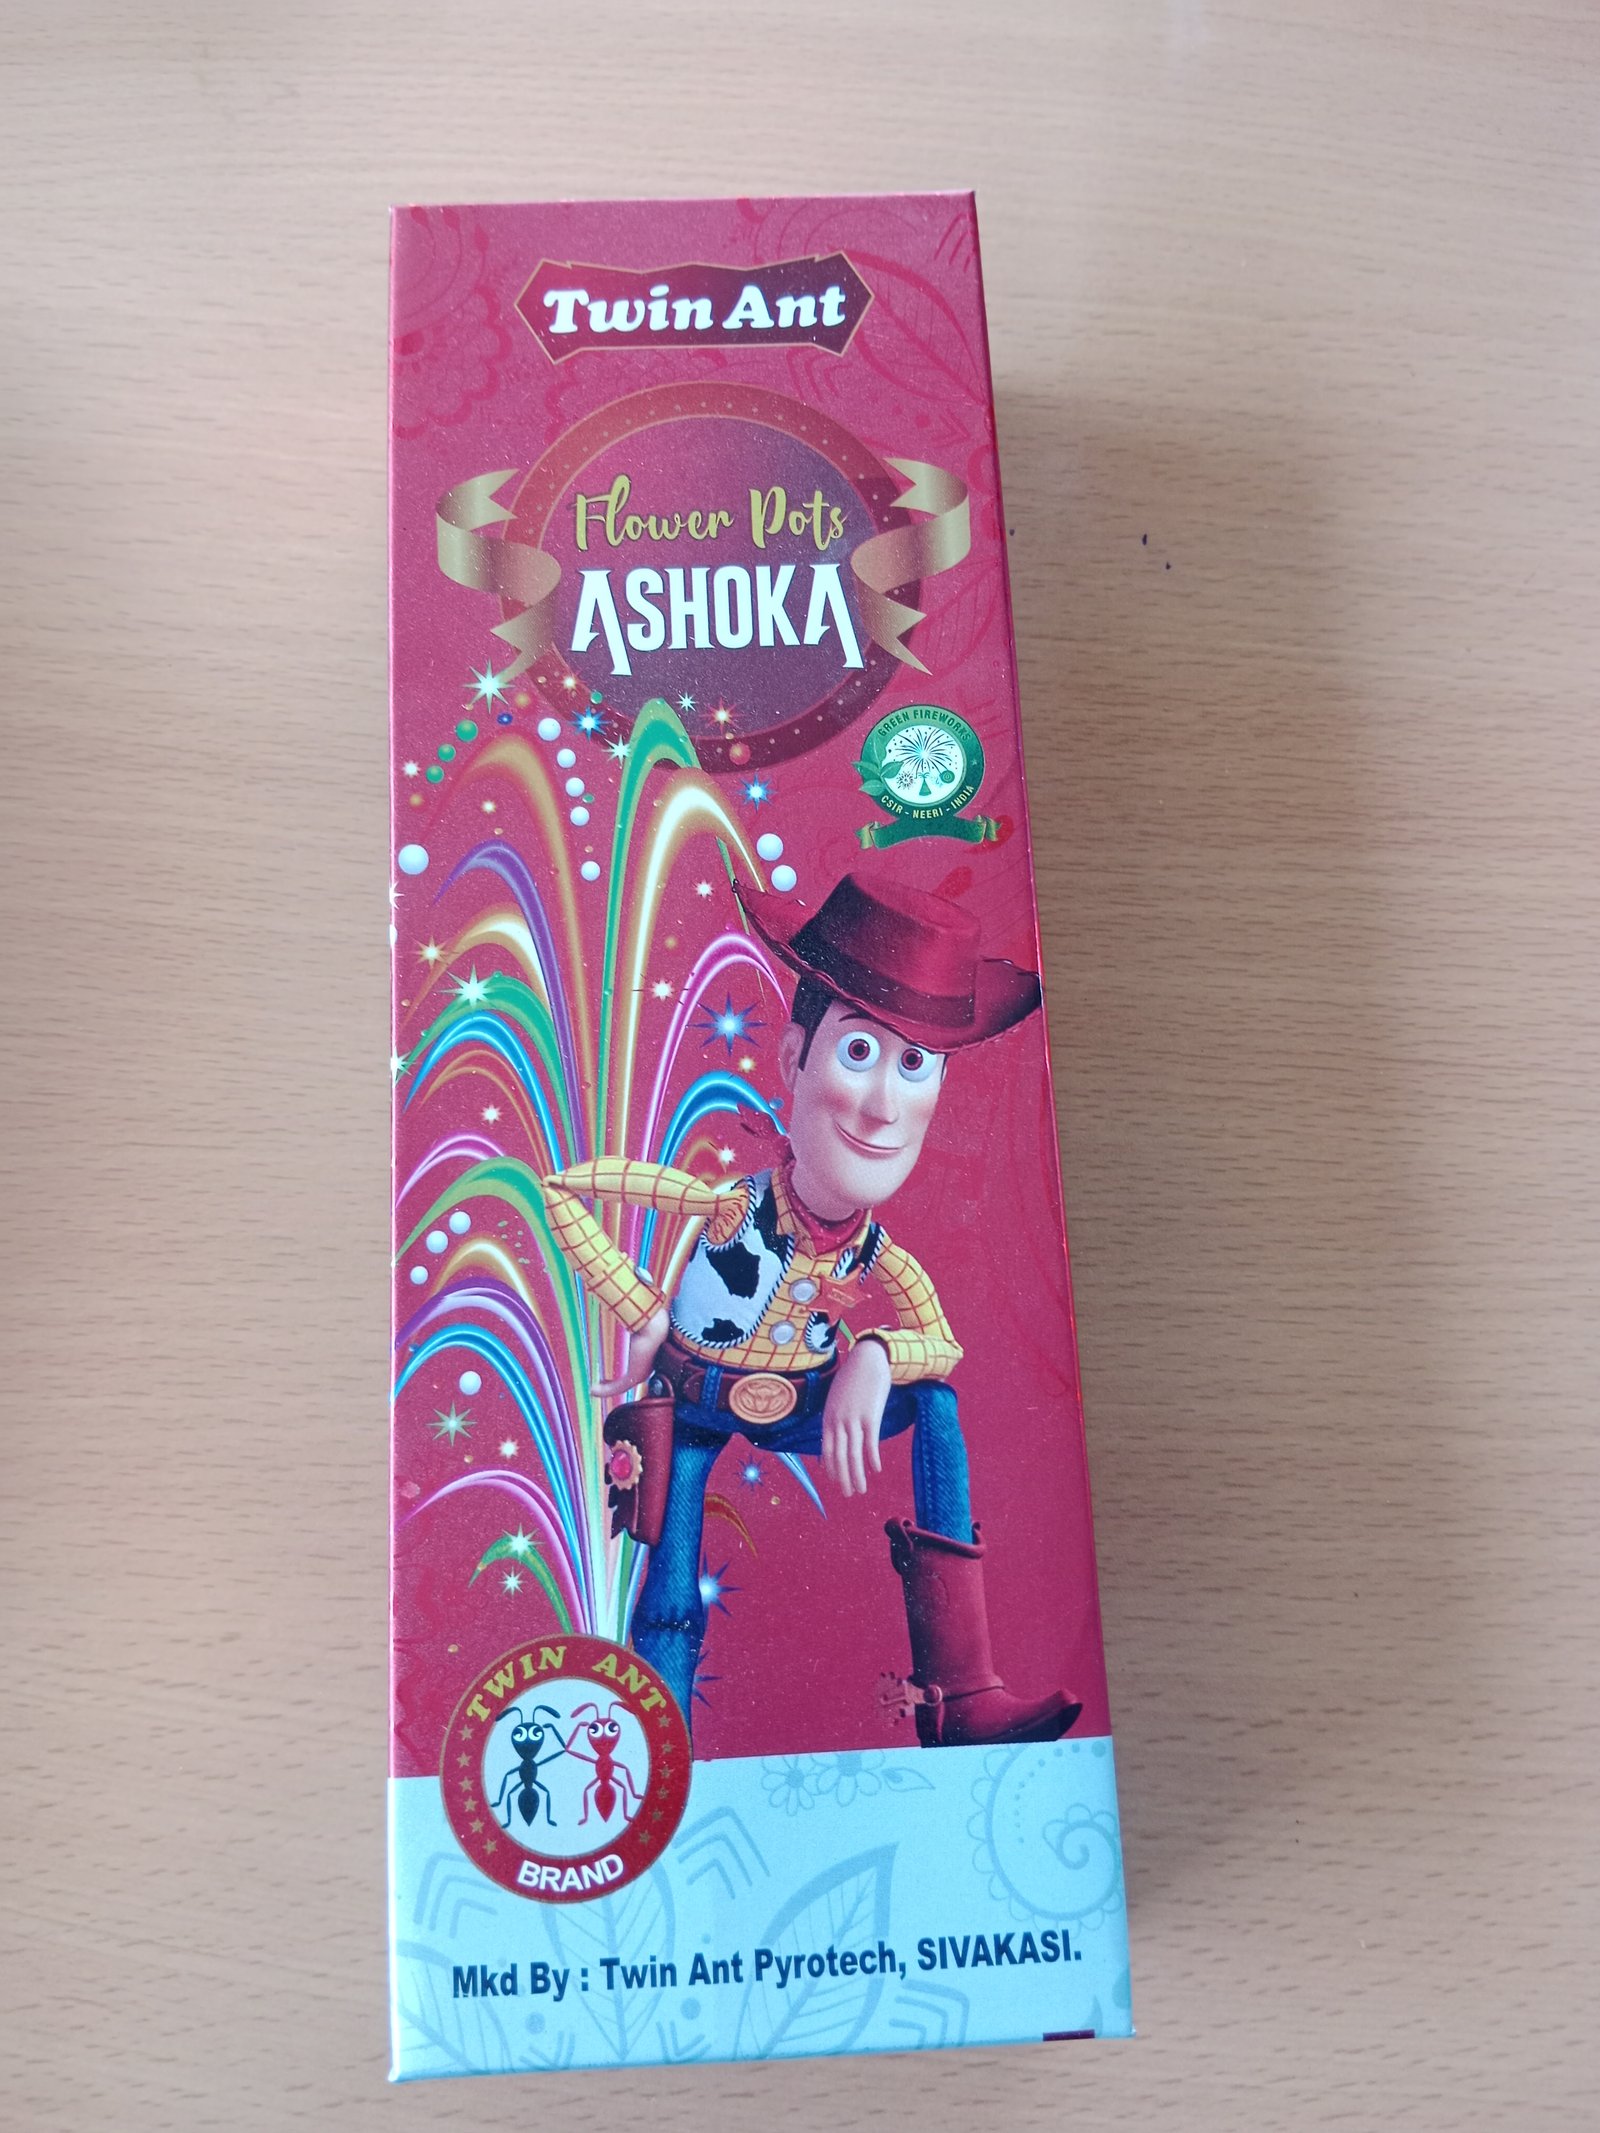 Twin Ant
Flower Pots
ASHOKA
GREEN FIREWORKS
CSIR - NEERI - INDIA
TWIN ANT
BRAND
Mkd By : Twin Ant Pyrotech, SIVAKASI.